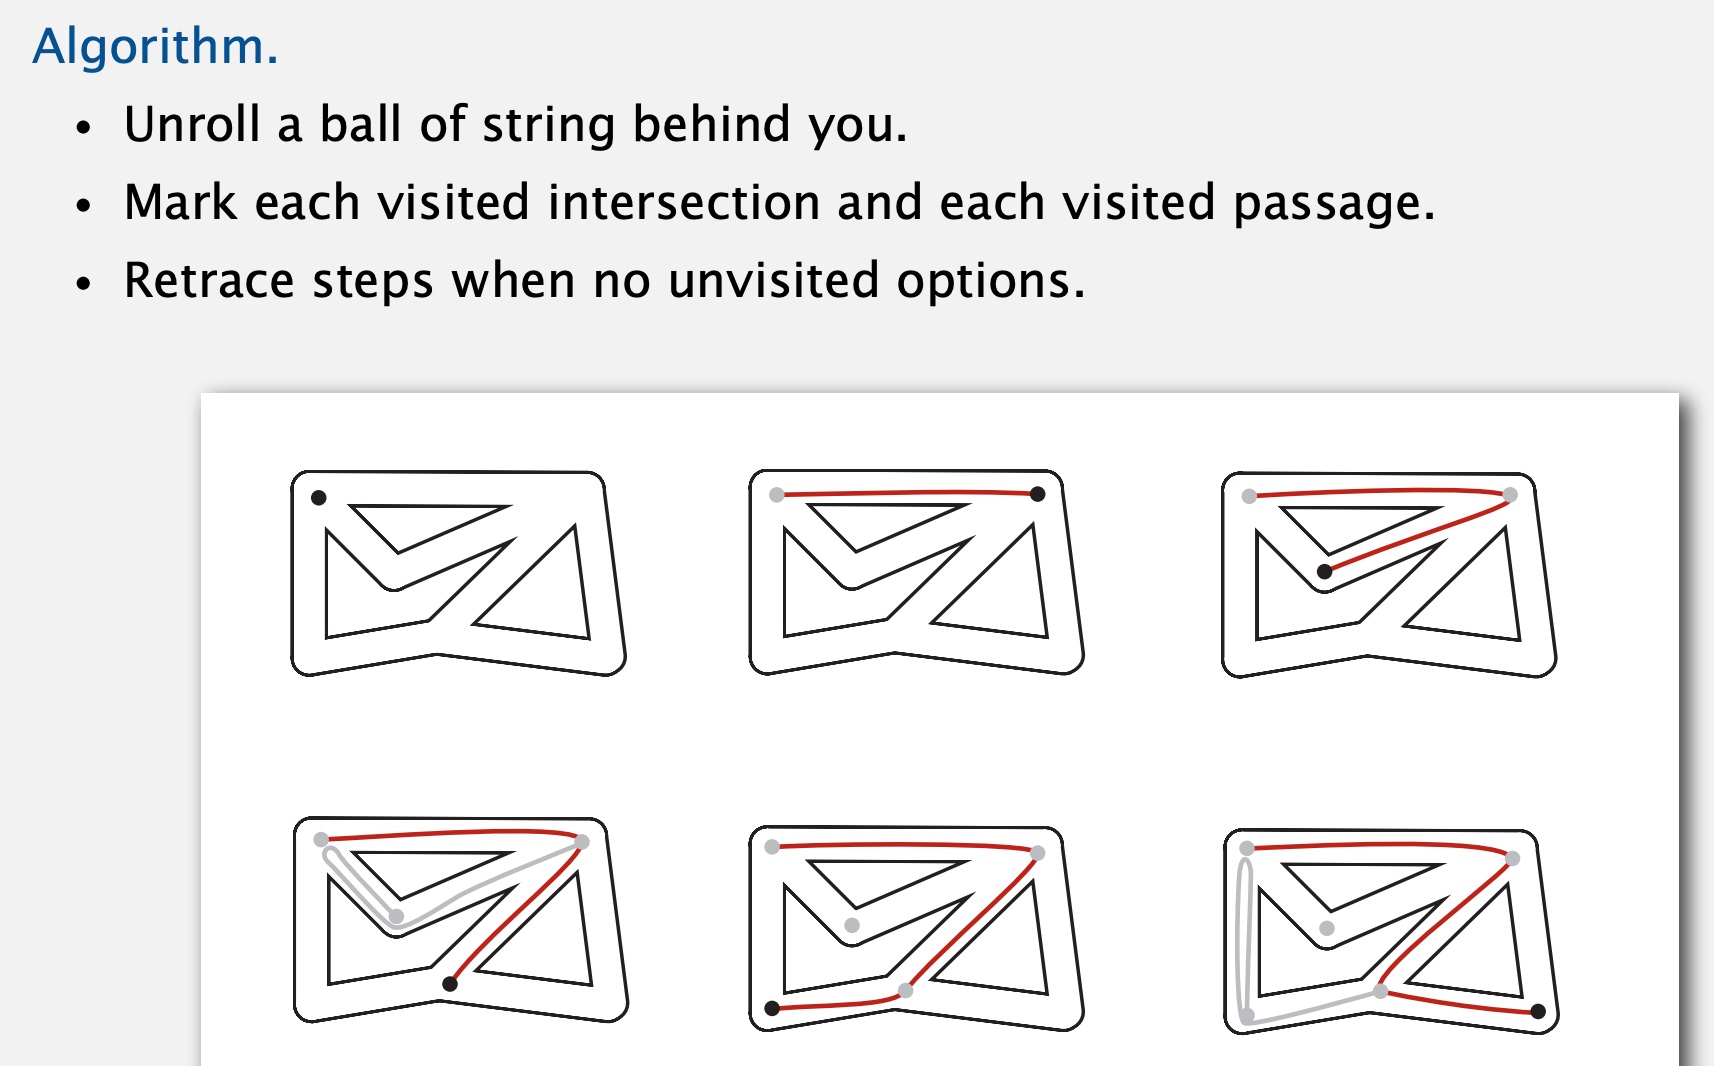 Algorithm.
• Unroll a ball of string behind you.
• Mark each visited intersection and each visited passage.
• Retrace steps when no unvisited options.